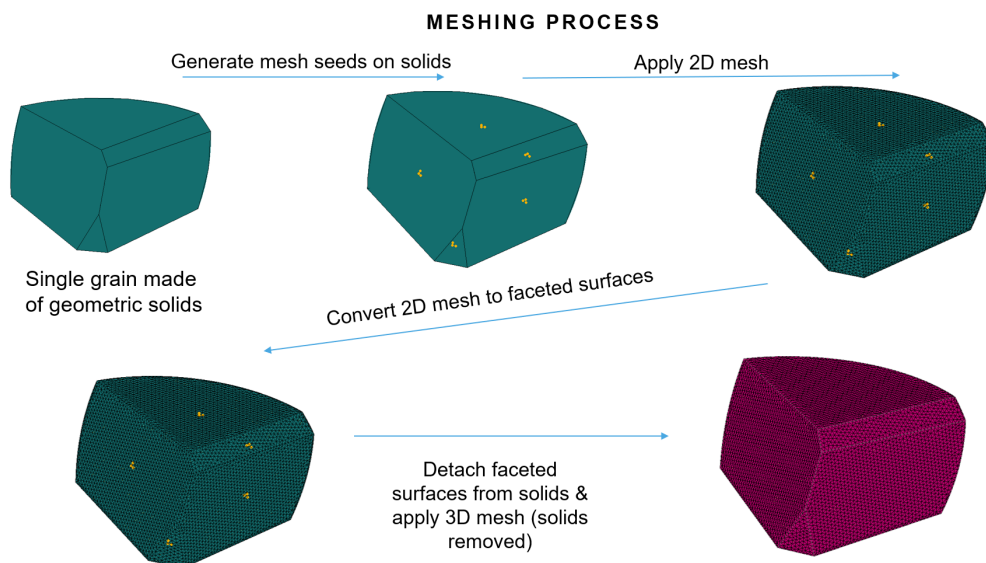 MESHING PROCESS
Generate mesh seeds on solids
Apply 2D mesh
Single grain made
of geometric solids
Convert 2D mesh to faceted surfaces
Detach faceted
surfaces from solids &
apply 3D mesh (solids
removed)